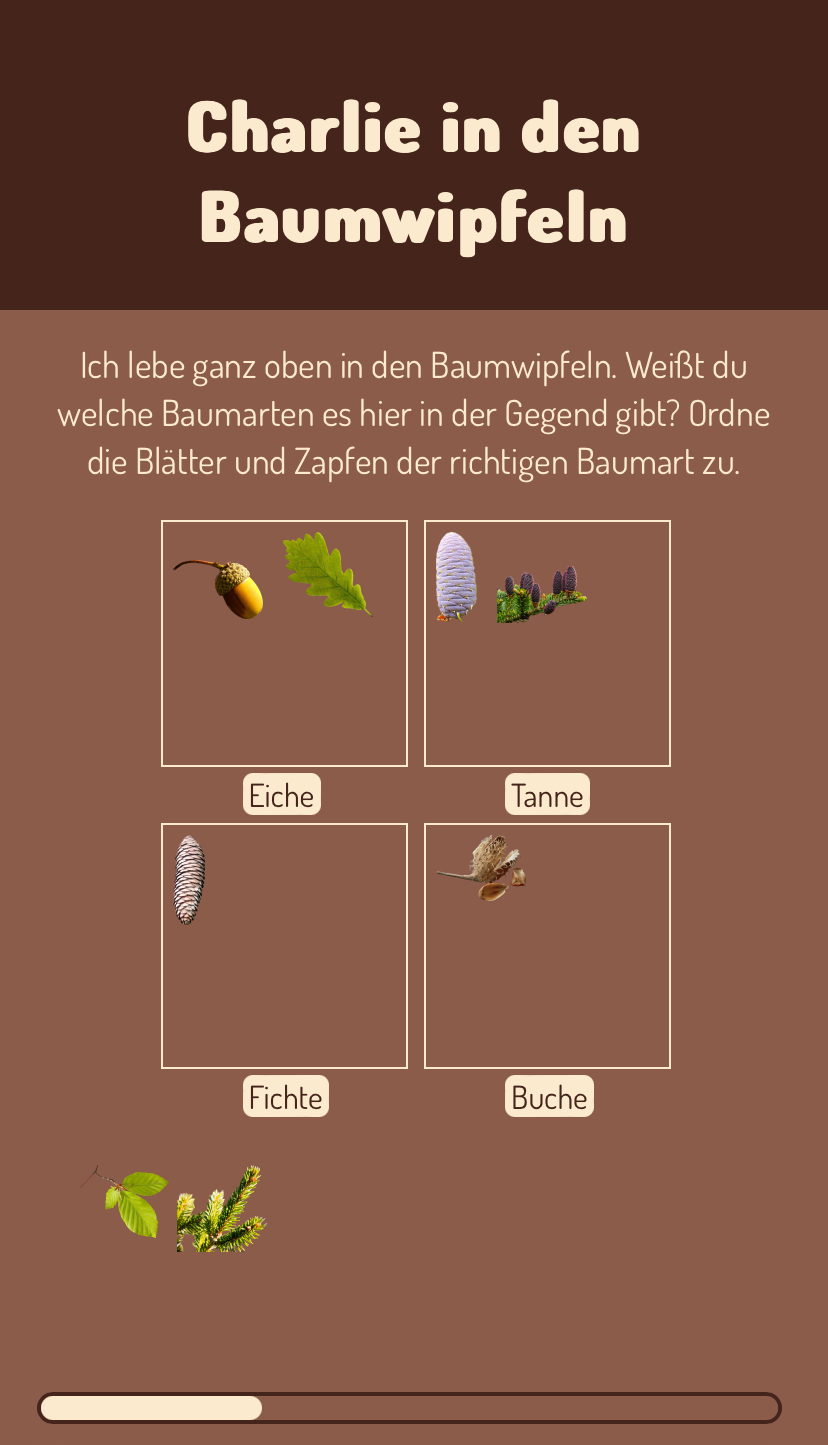 Charlie in den
Baumwipfeln
Ich lebe ganz oben in den Baumwipfeln. Weißt du
welche Baumarten es hier in der Gegend gibt? Ordne
die Blätter und Zapfen der richtigen Baumart zu.
Eiche
Tanne
Fichte
Buche